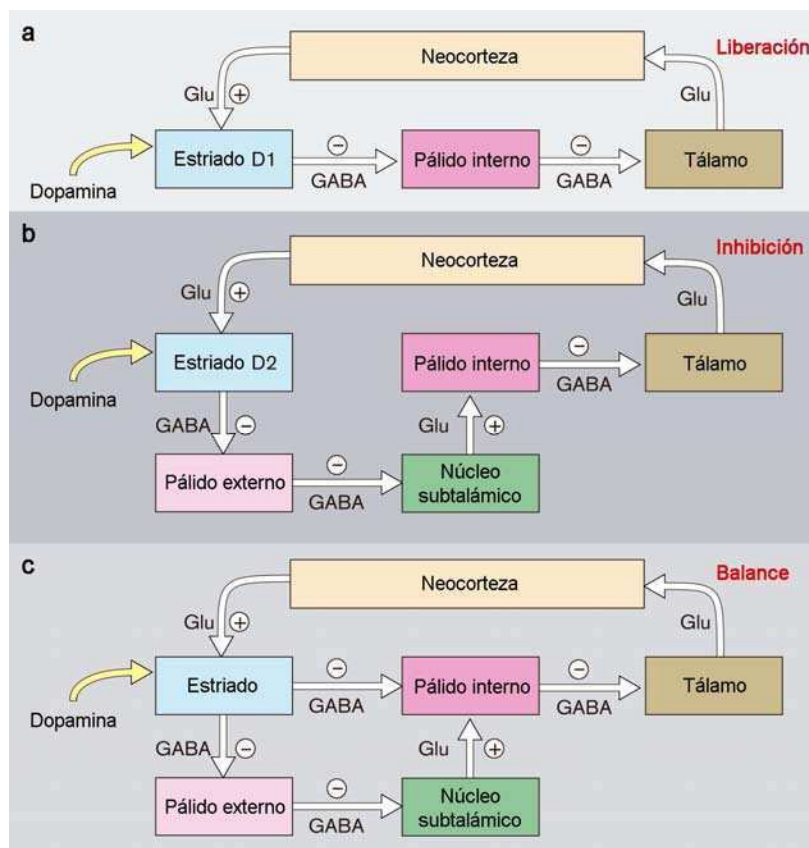 a
Neocorteza
Liberación
Glu +
Glu
Estriado D1
−
GABA
Pálido interno
−
GABA
Tálamo
Dopamina
b
Neocorteza
Inhibición
Glu +
Glu
Estriado D2
Pálido interno
−
GABA
Tálamo
Dopamina
GABA −
Glu +
Pálido externo
−
GABA
Núcleo
subtalámico
c
Neocorteza
Balance
Glu +
Glu
Estriado
−
GABA
Pálido interno
−
GABA
Tálamo
Dopamina
GABA −
Glu +
Pálido externo
−
GABA
Núcleo
subtalámico